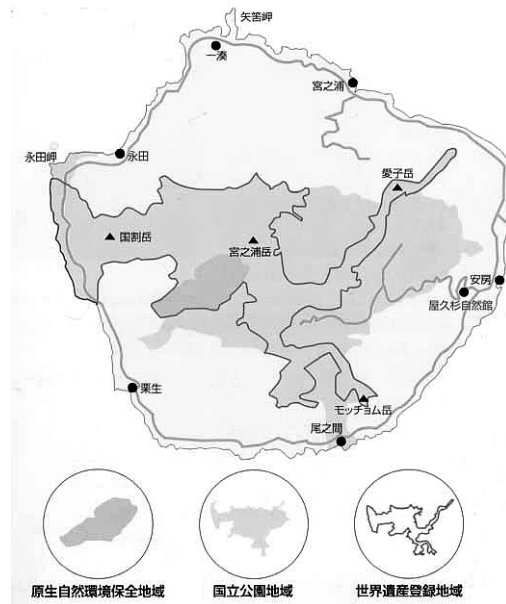 矢筈岬
一湊
宮之浦
永田岬
永田
愛子岳
国割岳
宮之浦岳
安房
屋久杉自然館
栗生
モッチョム岳
尾之間
原生自然環境保全地域
国立公園地域
世界遺産登録地域